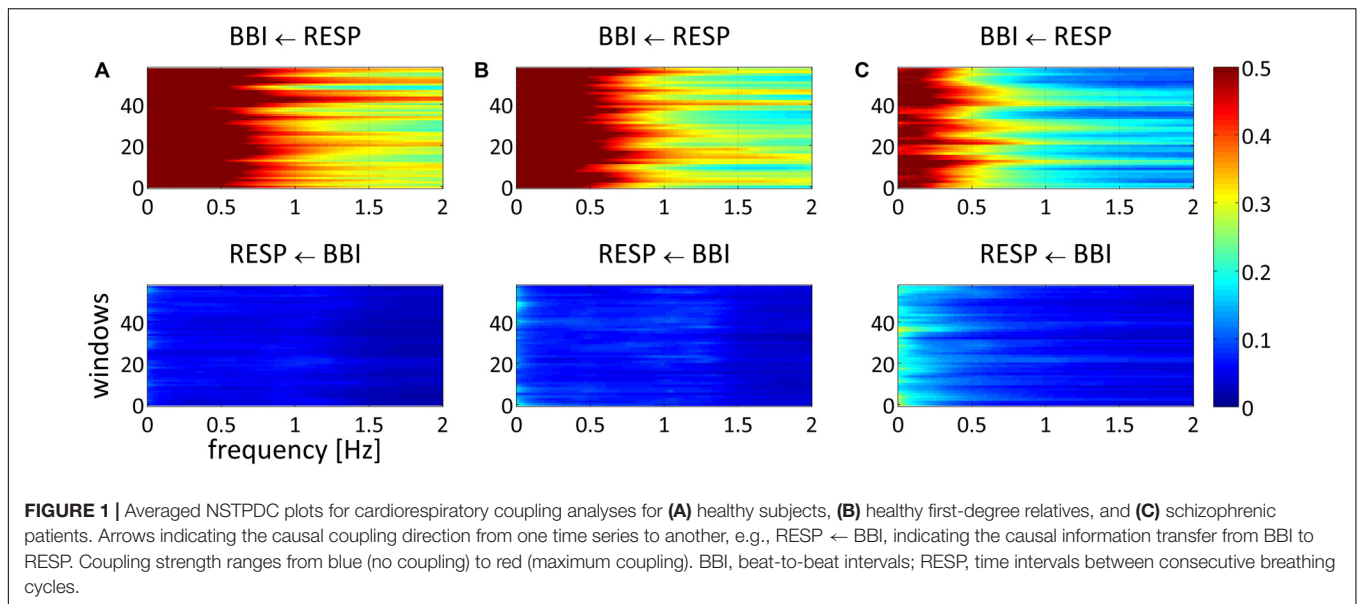 BBI ← RESP
BBI ← RESP
BBI ← RESP
A
B
C
40
20
0
0 0.5 1 1.5 2
40
20
0
0 0.5 1 1.5 2
40
20
0
0 0.5 1 1.5 2
0.5
0.4
0.3
0.2
0.1
0
RESP ← BBI
RESP ← BBI
RESP ← BBI
windows
40
20
0
0 0.5 1 1.5 2
frequency [Hz]
40
20
0
0 0.5 1 1.5 2
40
20
0
0 0.5 1 1.5 2
FIGURE 1 | Averaged NSTPDC plots for cardiorespiratory coupling analyses for (A) healthy subjects, (B) healthy first-degree relatives, and (C) schizophrenic
patients. Arrows indicating the causal coupling direction from one time series to another, e.g., RESP ← BBI, indicating the causal information transfer from BBI to
RESP. Coupling strength ranges from blue (no coupling) to red (maximum coupling). BBI, beat-to-beat intervals; RESP, time intervals between consecutive breathing
cycles.